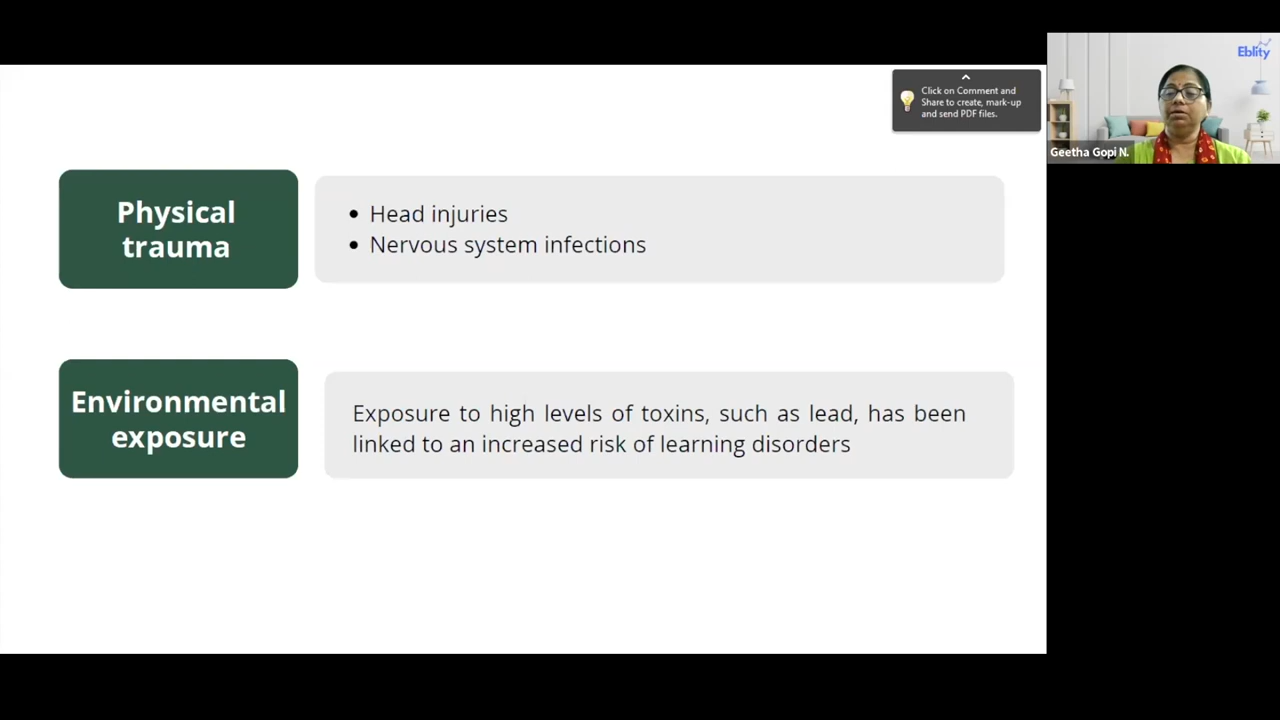 Eblity
Click on Comment and
Share to create, mark-up
and send PDF files.
Geetha Gopi N.
Physical
trauma
• Head injuries
• Nervous system infections
Environmental
exposure
Exposure to high levels of toxins, such as lead, has been
linked to an increased risk of learning disorders